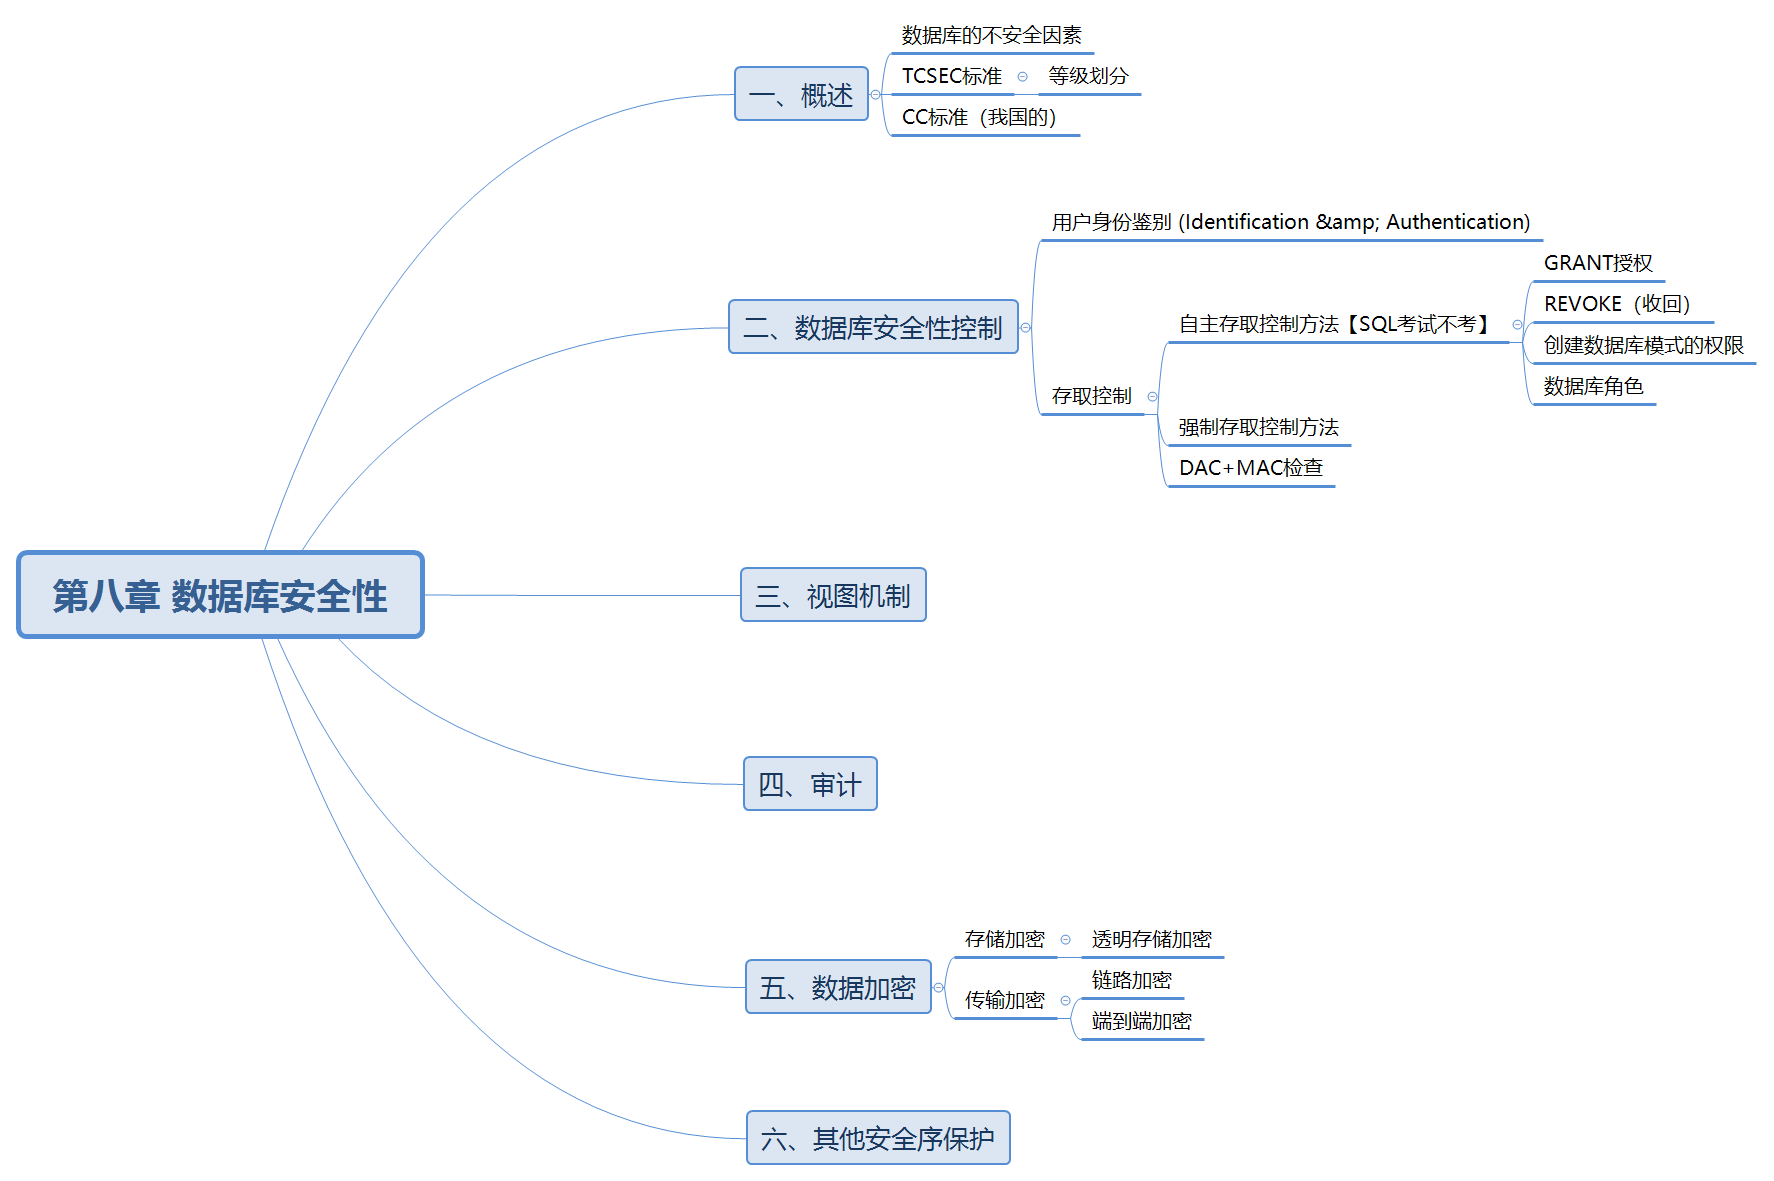 第八章 数据库安全性
一、概述
数据库的不安全因素
TCSEC标准
等级划分
CC标准（我国的）
二、数据库安全性控制
用户身份鉴别 (Identification &amp; Authentication)
存取控制
自主存取控制方法【SQL考试不考】
GRANT授权
REVOKE（收回）
创建数据库模式的权限
数据库角色
强制存取控制方法
DAC+MAC检查
三、视图机制
四、审计
五、数据加密
存储加密
透明存储加密
传输加密
链路加密
端到端加密
六、其他安全序保护